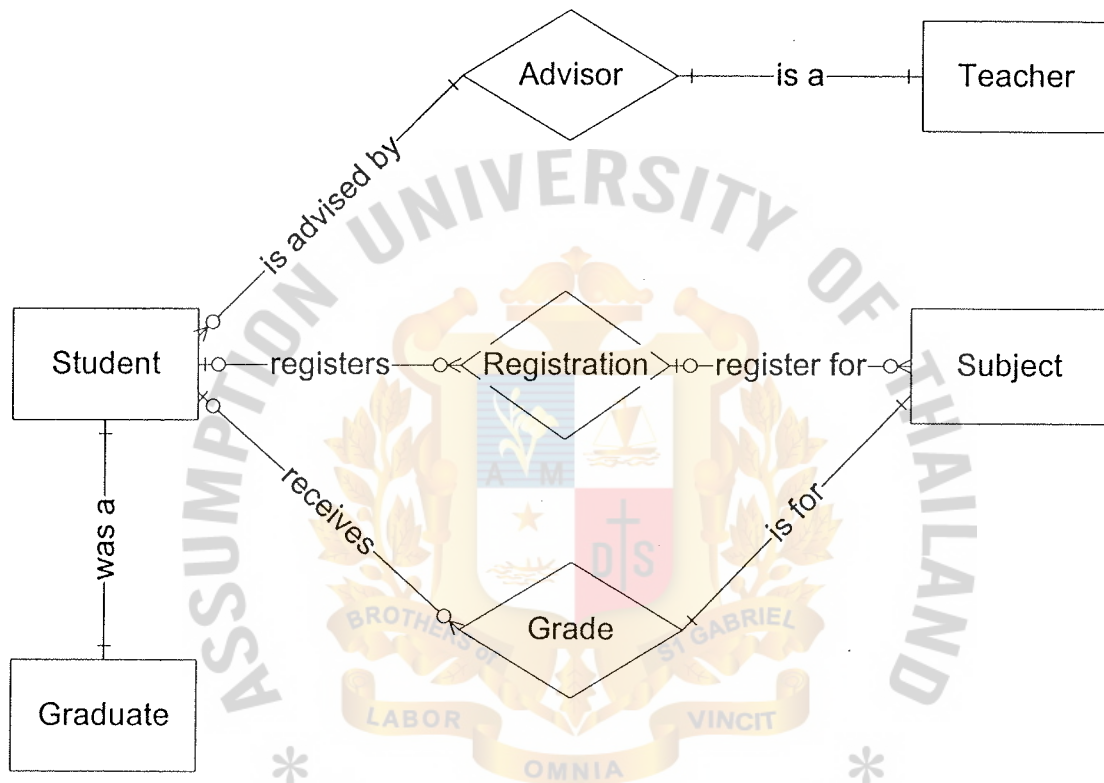 Advisor
is a
Teacher
is advised by
ASSUMPTION UNIVERSITY OF THAILAND
Student
registers
Registration
register for
Subject
A M
receives
is for
was a
D S
Grade
BROTHERS of
ST GABRIEL
Graduate
LABOR
VINCIT
OMNIA
* *